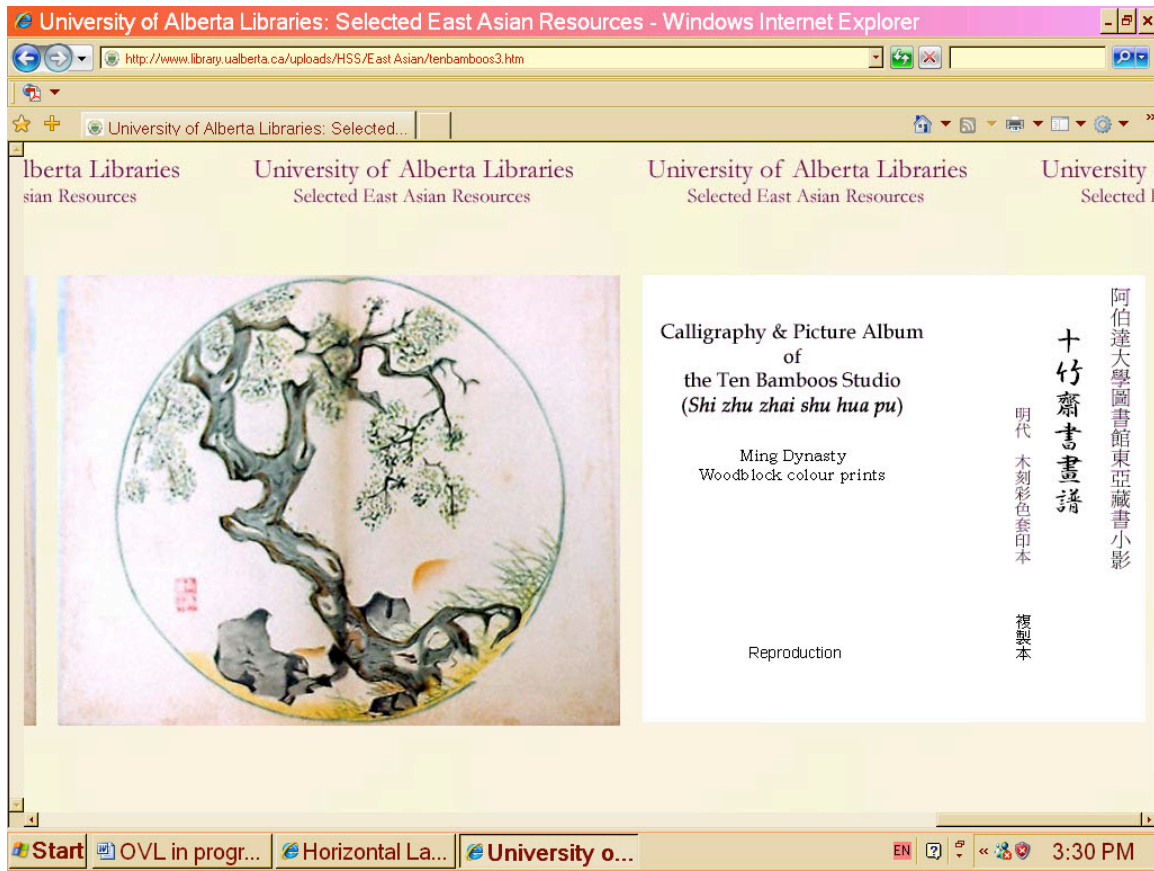 University of Alberta Libraries: Selected East Asian Resources - Windows Internet Explorer
http://www.library.ualberta.ca/uploads/HSS/East Asian/tenbamboos3.htm
University of Alberta Libraries: Selected...
lberta Libraries
sian Resources
University of Alberta Libraries
Selected East Asian Resources
University of Alberta Libraries
Selected East Asian Resources
University
Selected
Calligraphy & Picture Album
of
the Ten Bamboos Studio
(Shi zhu zhai shu hua pu)
Ming Dynasty
Woodblock colour prints
Reproduction
阿伯達大學圖書館東亞藏書小影
十竹齋書畫譜
明代 木刻彩色套印本
複製本
Start
OVL in progr...
Horizontal La...
University o...
EN
3:30 PM